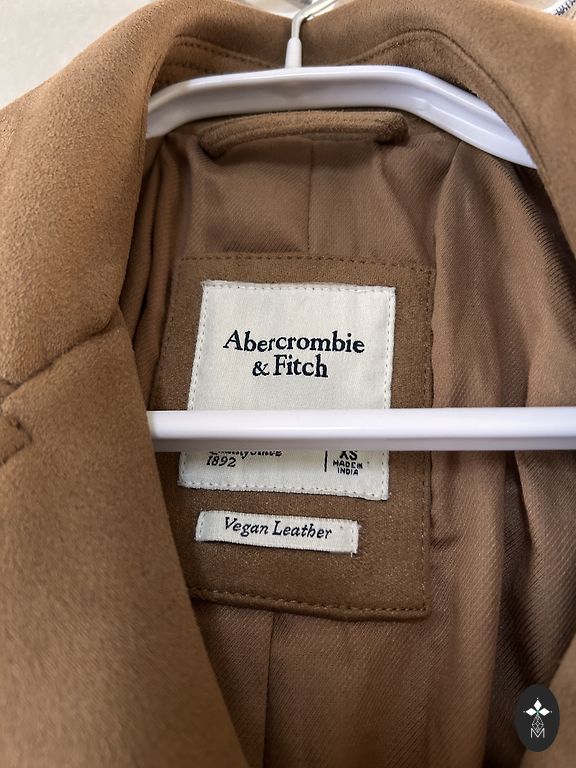 Abercrombie
& Fitch
1892
XS
MADE IN
INDIA
Vegan Leather
M